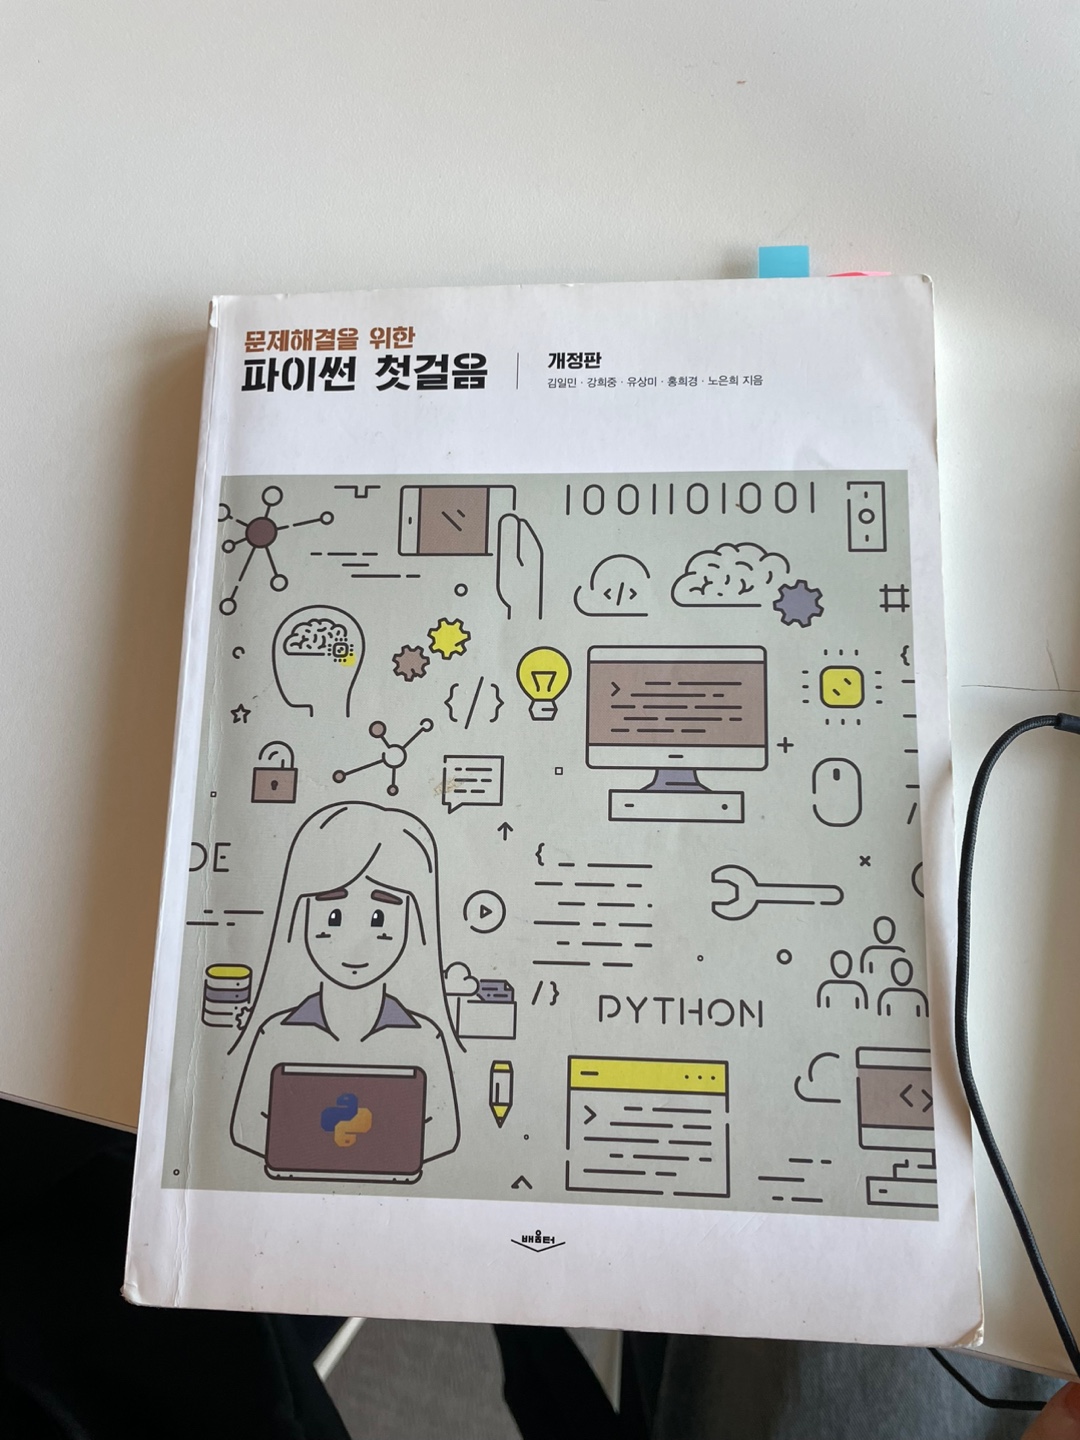 문제해결을 위한
파이썬 첫걸음
개정판
김일민 · 강희중 · 유상미 · 홍희경 · 노은희 지음
1001101001
</>
{/}
DE
{
/}
PYTHON
<>
배움터